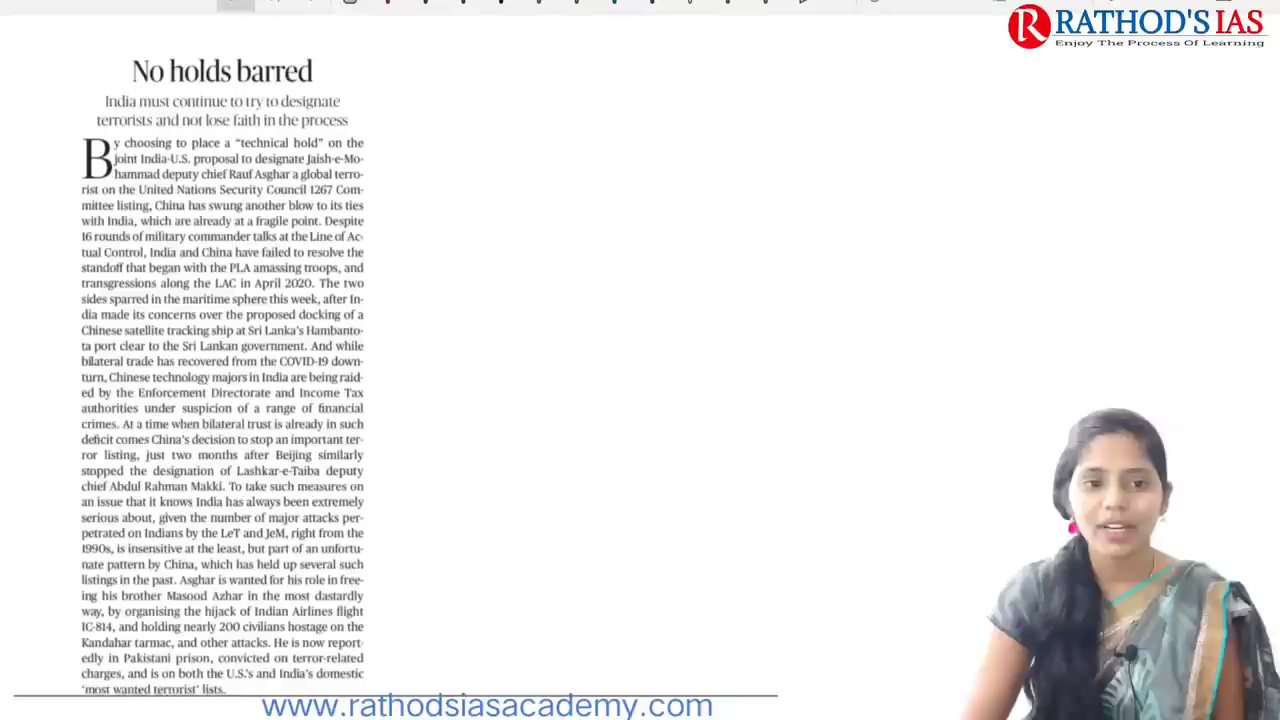 RATHOD'S IAS
Enjoy The Process Of Learning
No holds barred
India must continue to try to designate
terrorists and not lose faith in the process
By choosing to place a “technical hold” on the
joint India-U.S. proposal to designate Jaish-e-Mo-
hammad deputy chief Rauf Asghar a global terro-
rist on the United Nations Security Council 1267 Com-
mittee listing, China has swung another blow to its ties
with India, which are already at a fragile point. Despite
16 rounds of military commander talks at the Line of Ac-
tual Control, India and China have failed to resolve the
standoff that began with the PLA amassing troops, and
transgressions along the LAC in April 2020. The two
sides sparred in the maritime sphere this week, after In-
dia made its concerns over the proposed docking of a
Chinese satellite tracking ship at Sri Lanka's Hambanto-
ta port clear to the Sri Lankan government. And while
bilateral trade has recovered from the COVID-19 down-
turn, Chinese technology majors in India are being raid-
ed by the Enforcement Directorate and Income Tax
authorities under suspicion of a range of financial
crimes. At a time when bilateral trust is already in such
deficit comes China's decision to stop an important ter-
ror listing, just two months after Beijing similarly
stopped the designation of Lashkar-e-Taiba deputy
chief Abdul Rahman Makki. To take such measures on
an issue that it knows India has always been extremely
serious about, given the number of major attacks per-
petrated on Indians by the LeT and JeM, right from the
1990s, is insensitive at the least, but part of an unfortu-
nate pattern by China, which has held up several such
listings in the past. Asghar is wanted for his role in free-
ing his brother Masood Azhar in the most dastardly
way, by organising the hijack of Indian Airlines flight
IC-814, and holding nearly 200 civilians hostage on the
Kandahar tarmac, and other attacks. He is now report-
edly in Pakistani prison, convicted on terror-related
charges, and is on both the U.S.'s and India's domestic
‘most wanted terrorist’ lists.
www.rathodsiasacademy.com